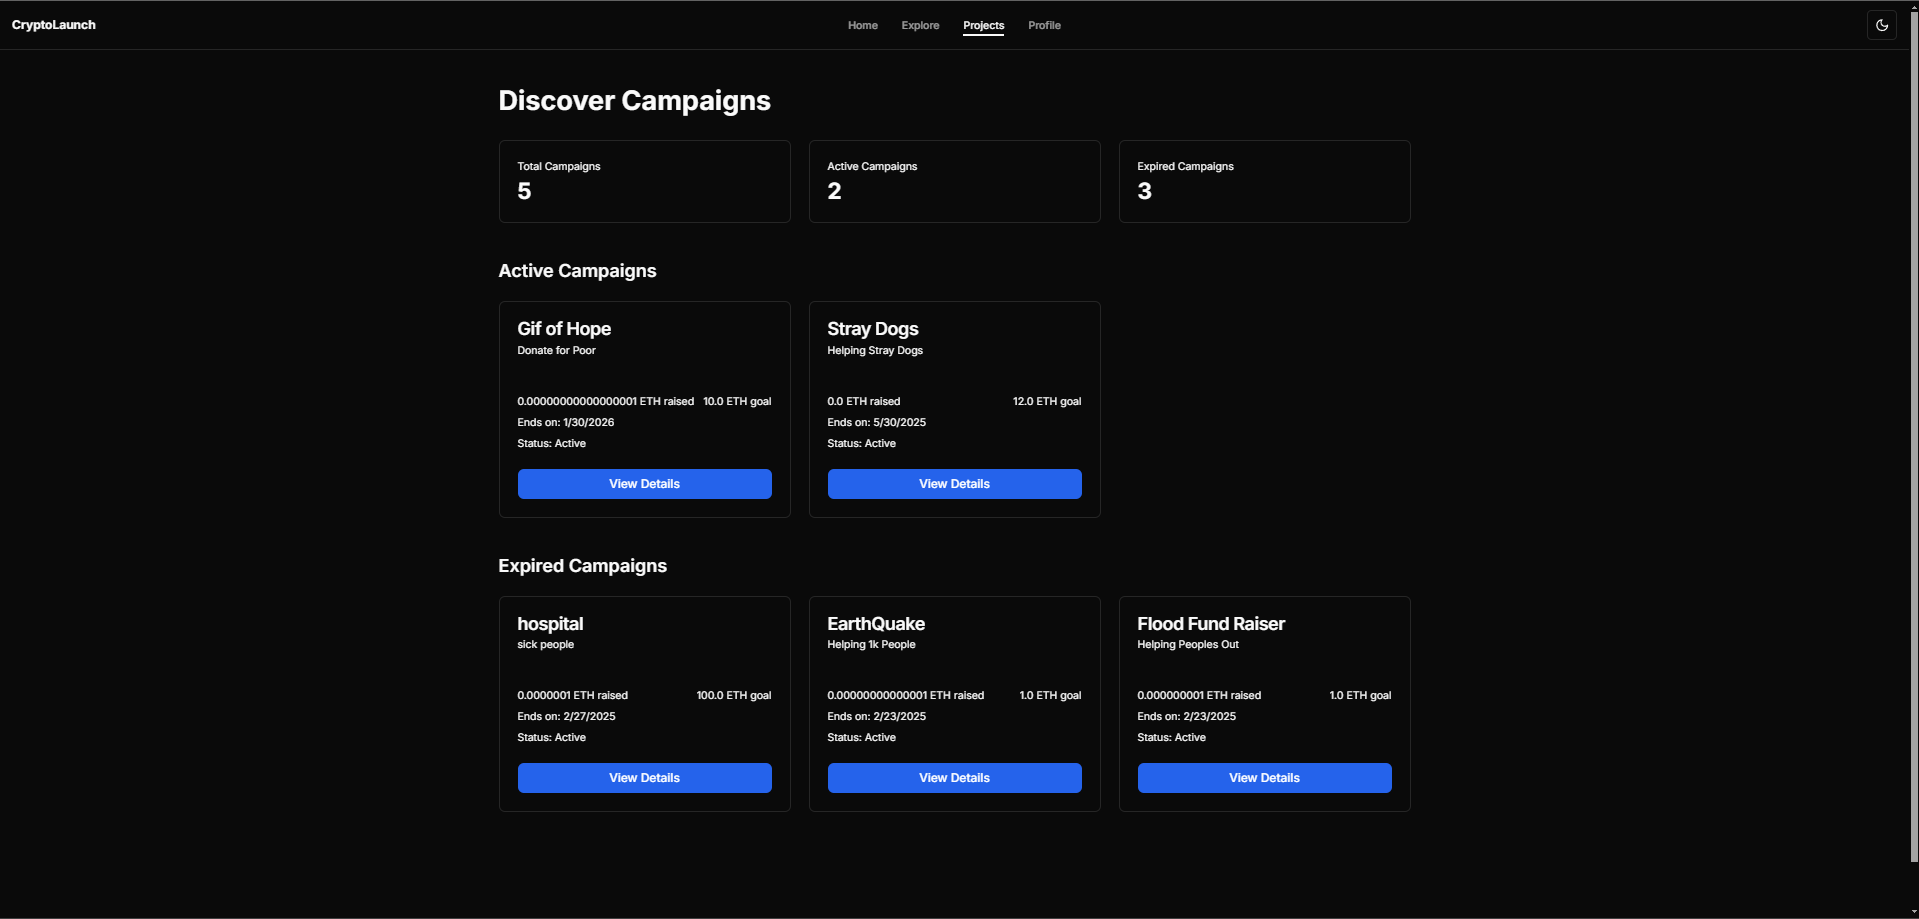 CryptoLaunch
Home Explore Projects Profile
Discover Campaigns
Total Campaigns
5
Active Campaigns
2
Expired Campaigns
3
Active Campaigns
Gif of Hope
Donate for Poor
0.00000000000000001 ETH raised 10.0 ETH goal
Ends on: 1/30/2026
Status: Active
View Details
Stray Dogs
Helping Stray Dogs
0.0 ETH raised 12.0 ETH goal
Ends on: 5/30/2025
Status: Active
View Details
Expired Campaigns
hospital
sick people
0.0000001 ETH raised 100.0 ETH goal
Ends on: 2/27/2025
Status: Active
View Details
EarthQuake
Helping 1k People
0.00000000000001 ETH raised 1.0 ETH goal
Ends on: 2/23/2025
Status: Active
View Details
Flood Fund Raiser
Helping Peoples Out
0.000000001 ETH raised 1.0 ETH goal
Ends on: 2/23/2025
Status: Active
View Details